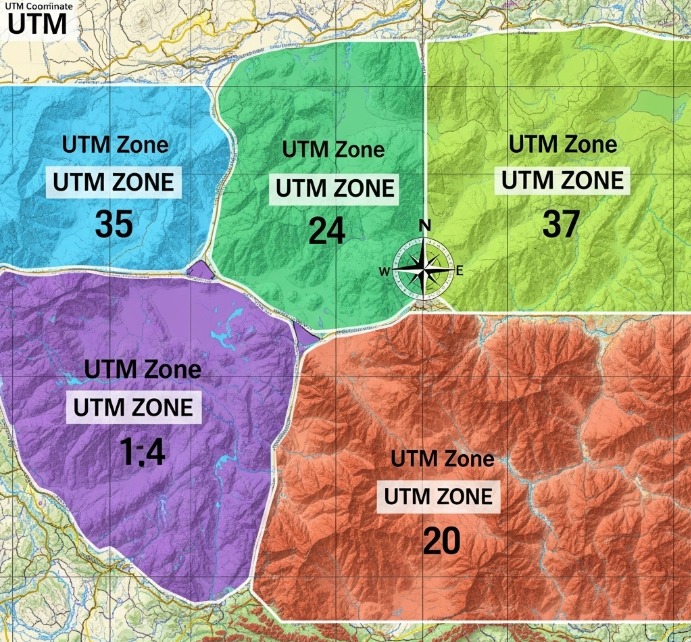 UTM Coominate
UTM
UTM Zone
UTM ZONE
35
UTM Zone
UTM ZONE
24
UTM Zone
UTM ZONE
37
N
W
E
UTM Zone
UTM ZONE
1:4
UTM Zone
UTM ZONE
20